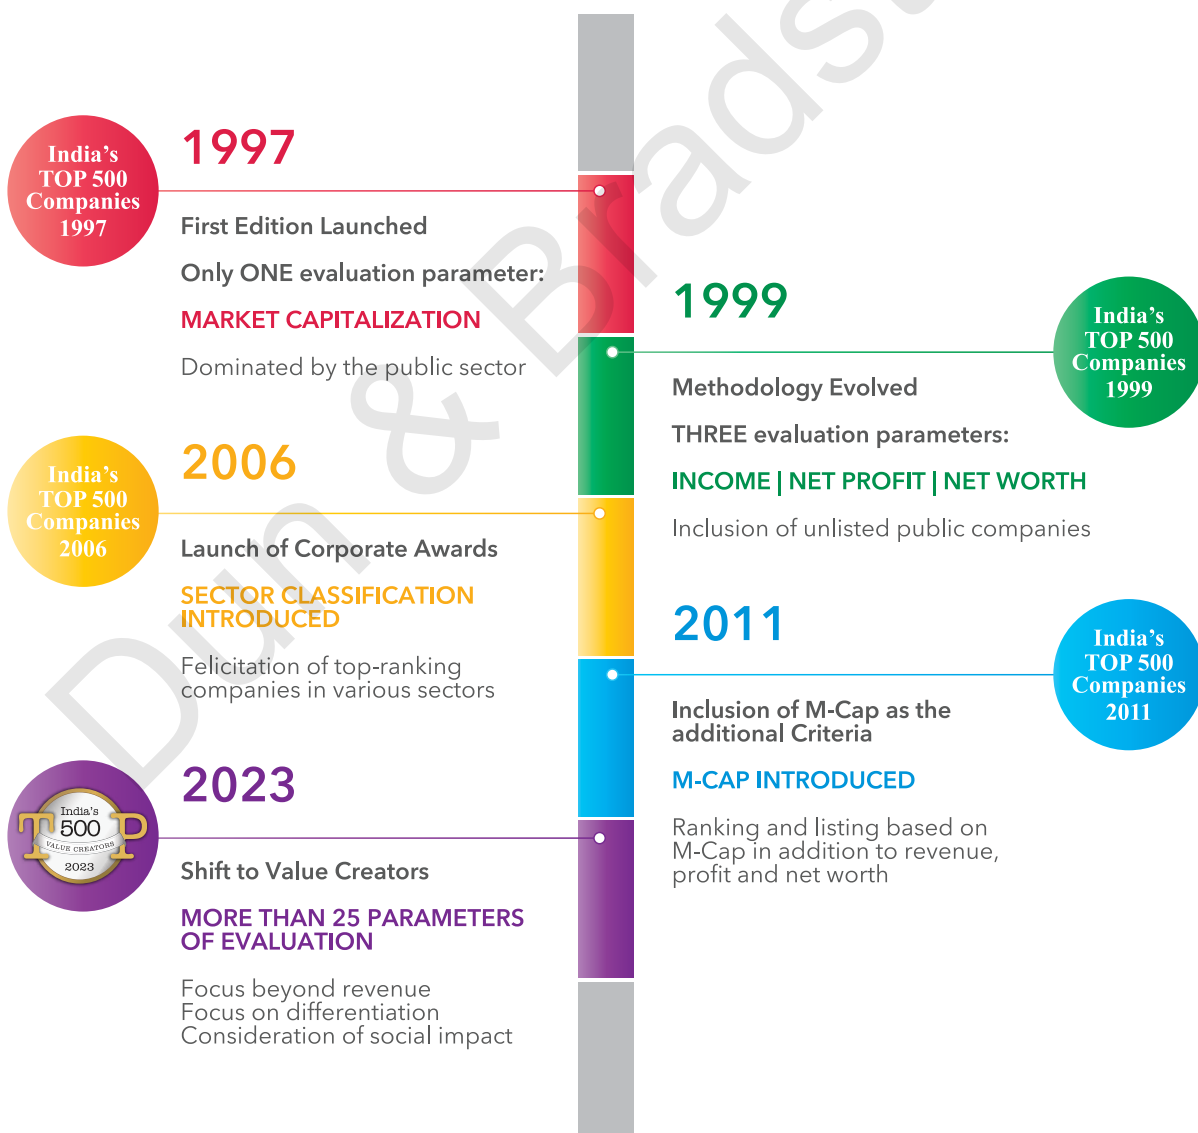 India's
TOP 500
Companies
1997
1997
First Edition Launched
Only ONE evaluation parameter:
MARKET CAPITALIZATION
Dominated by the public sector
1999
India's
TOP 500
Companies
1999
Methodology Evolved
THREE evaluation parameters:
INCOME | NET PROFIT | NET WORTH
Inclusion of unlisted public companies
India's
TOP 500
Companies
2006
2006
Launch of Corporate Awards
SECTOR CLASSIFICATION
INTRODUCED
Felicitation of top-ranking
companies in various sectors
2011
India's
TOP 500
Companies
2011
Inclusion of M-Cap as the
additional Criteria
M-CAP INTRODUCED
Ranking and listing based on
M-Cap in addition to revenue,
profit and net worth
India's
TOP
500
VALUE CREATORS
2023
2023
Shift to Value Creators
MORE THAN 25 PARAMETERS
OF EVALUATION
Focus beyond revenue
Focus on differentiation
Consideration of social impact
Dun & Brads